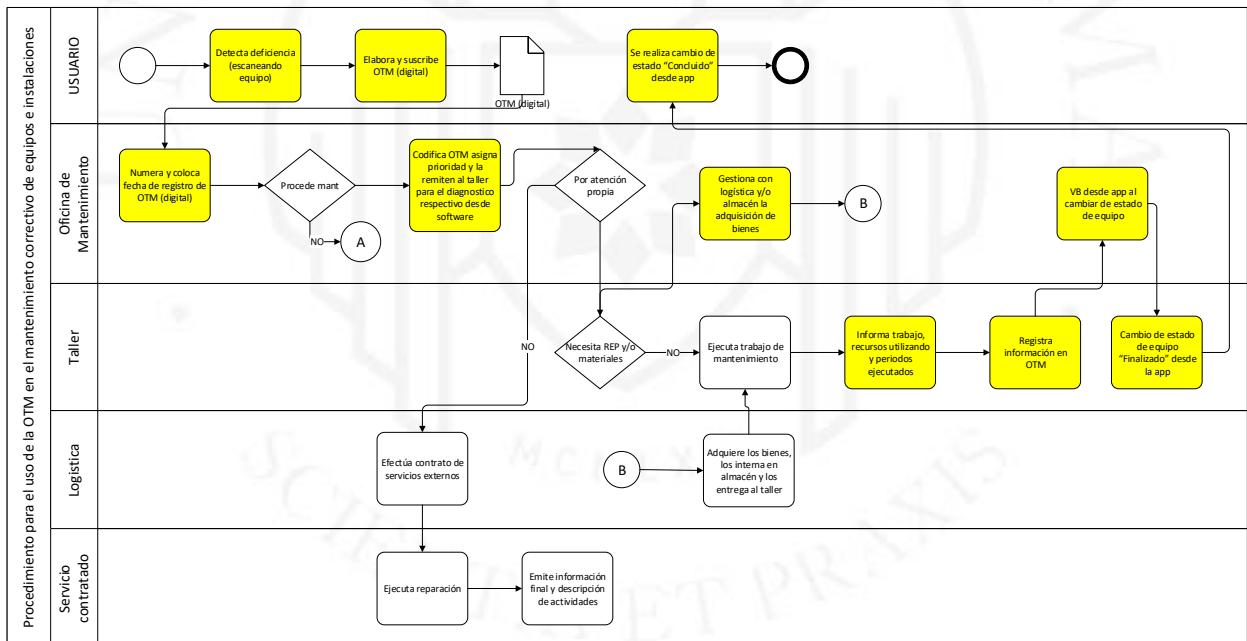 Procedimiento para el uso de la OTM en el mantenimiento correctivo de equipos e instalaciones
USUARIO
Detecta deficiencia
(escaneando
equipo)
Elabora y suscribe
OTM (digital)
OTM (digital)
Se realiza cambio de
estado “Concluido”
desde app
Oficina de
Mantenimiento
Numera y coloca
fecha de registro de
OTM (digital)
Procede mant
NO
A
Codifica OTM asigna
prioridad y la
remiten al taller
para el diagnostico
respectivo desde
software
Por atención
propia
NO
Gestiona con
logística y/o
almacén la
adquisición de
bienes
B
VB desde app al
cambiar de estado
de equipo
Taller
Necesita REP y/o
materiales
NO
Ejecuta trabajo de
mantenimiento
Informa trabajo,
recursos utilizando
y periodos
ejecutados
Registra
información en
OTM
Cambio de estado
de equipo
“Finalizado” desde
la app
Logística
Efectúa contrato de
servicios externos
B
Adquiere los bienes,
los interna en
almacén y los
entrega al taller
Servicio
contratado
Ejecuta reparación
Emite información
final y descripción
de actividades
SCIENTIA ET PRAXIS